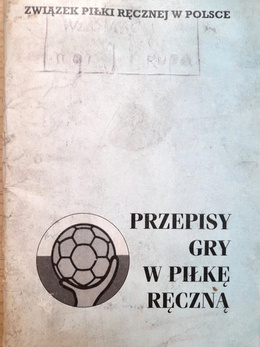 ZWIĄZEK PIŁKI RĘCZNEJ W POLSCE
PRZEPISY
GRY
W PIŁKĘ
RĘCZNĄ